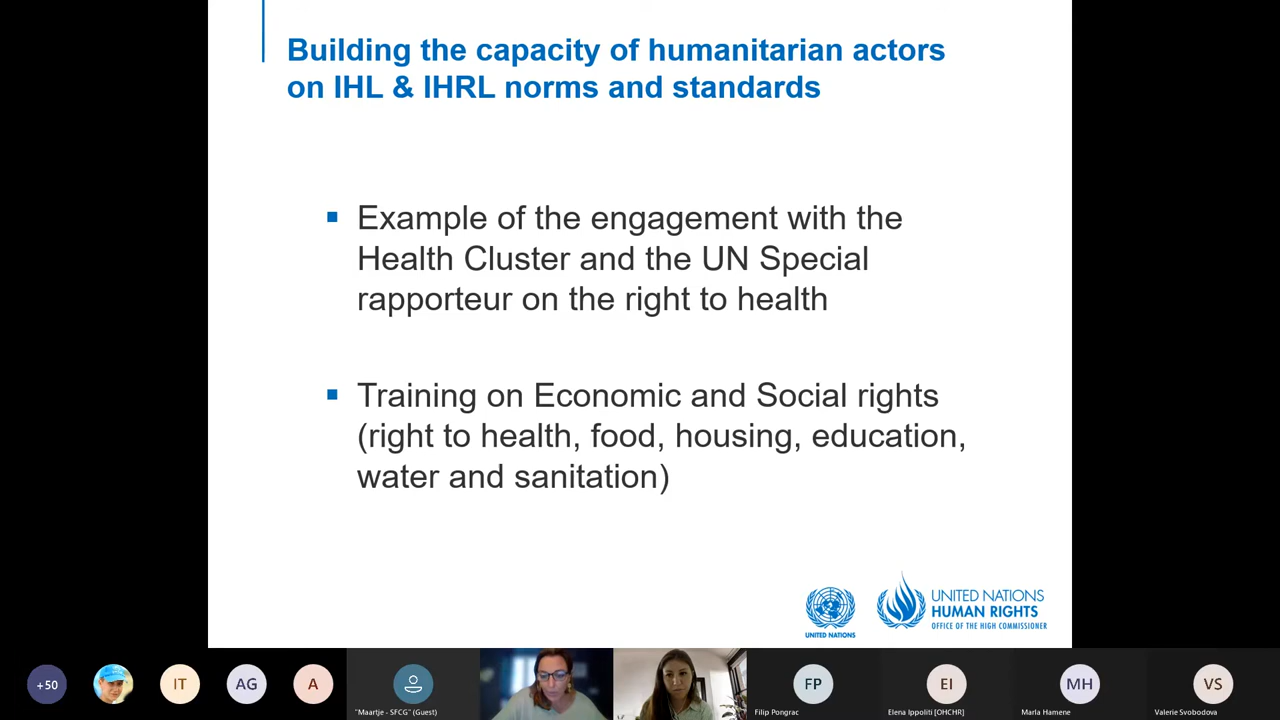 Building the capacity of humanitarian actors
on IHL & IHRL norms and standards
Example of the engagement with the
Health Cluster and the UN Special
rapporteur on the right to health
Training on Economic and Social rights
(right to health, food, housing, education,
water and sanitation)
UNITED NATIONS
UNITED NATIONS
HUMAN RIGHTS
OFFICE OF THE HIGH COMMISSIONER
+50
IT
AG
A
"Maartje - SFCG" (Guest)
FP
Filip Pongrac
EI
Elena Ippoliti [OHCHR]
MH
Marla Hamene
VS
Valerie Svobodova